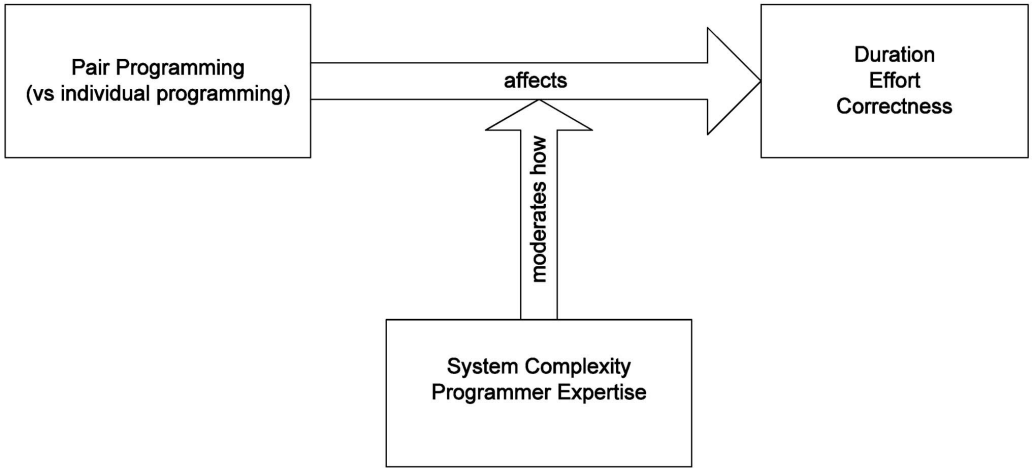 Pair Programming
(vs individual programming)
affects
Duration
Effort
Correctness
moderates how
System Complexity
Programmer Expertise